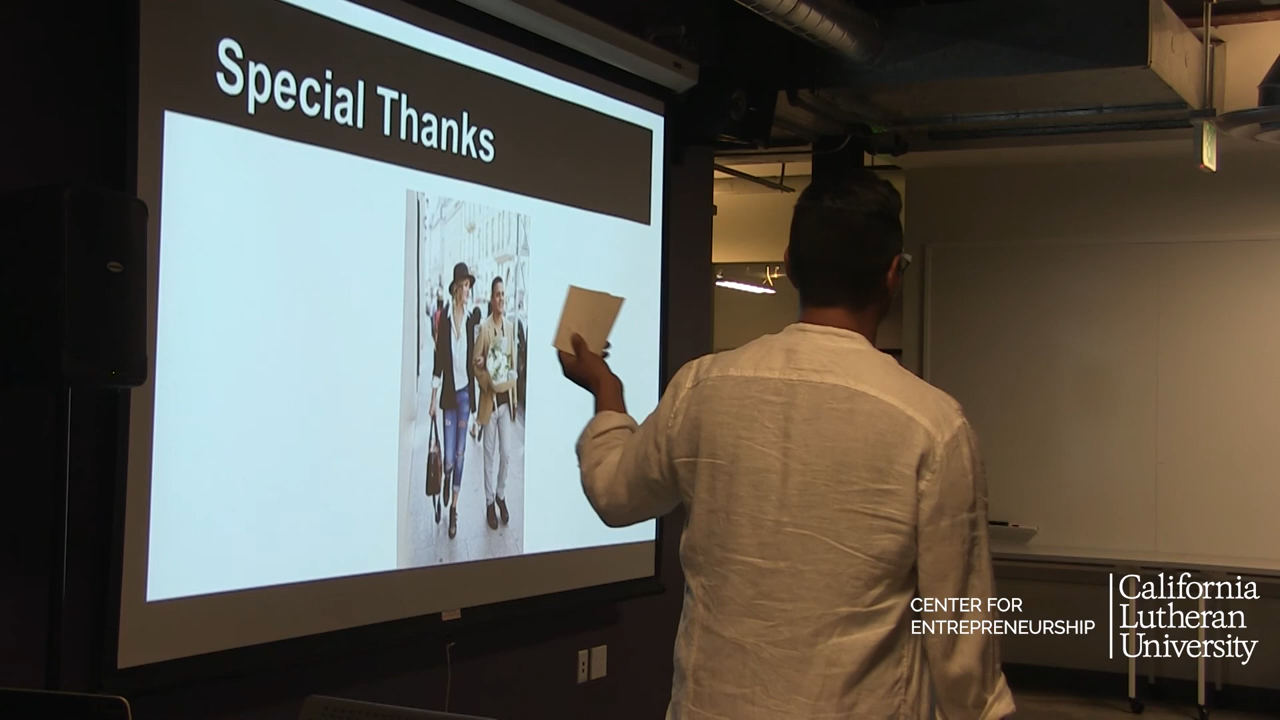 Special Thanks
CENTER FOR
ENTREPRENEURSHIP
California
Lutheran
University